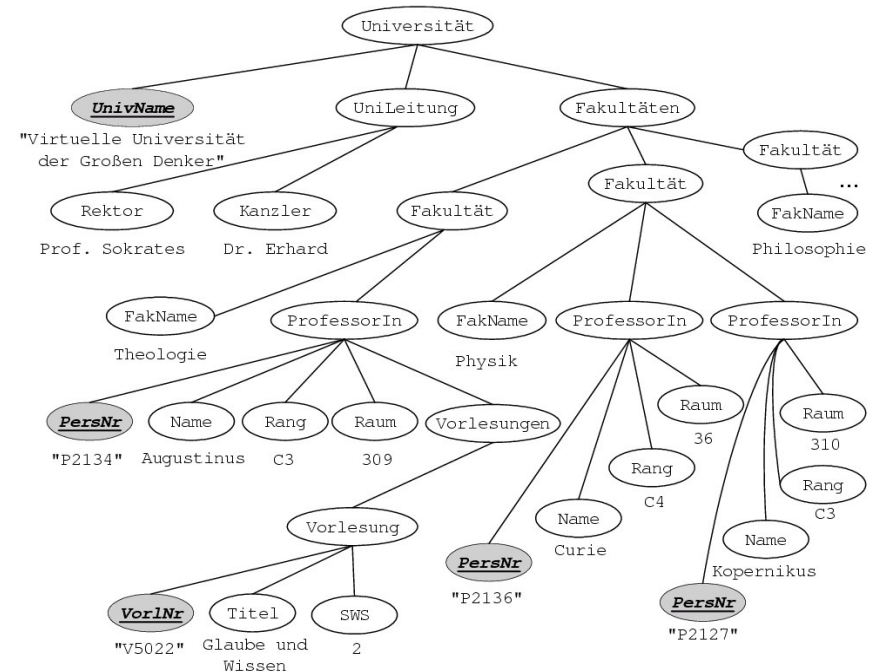 Universität
UnivName
UniLeitung
Fakultäten
"Virtuelle Universität
der Großen Denker"
Fakultät
Fakultät
...
Rektor
Kanzler
Fakultät
FakName
Prof. Sokrates
Dr. Erhard
Philosophie
FakName
ProfessorIn
FakName
ProfessorIn
ProfessorIn
Theologie
Physik
PersNr
Name
Rang
Raum
Vorlesungen
Raum
Raum
"P2134"
Augustinus
C3
309
36
310
Rang
Rang
C4
C3
Vorlesung
Name
Name
Curie
Kopernikus
PersNr
"P2136"
VorlNr
Titel
SWS
PersNr
"V5022"
Glaube und
Wissen
2
"P2127"